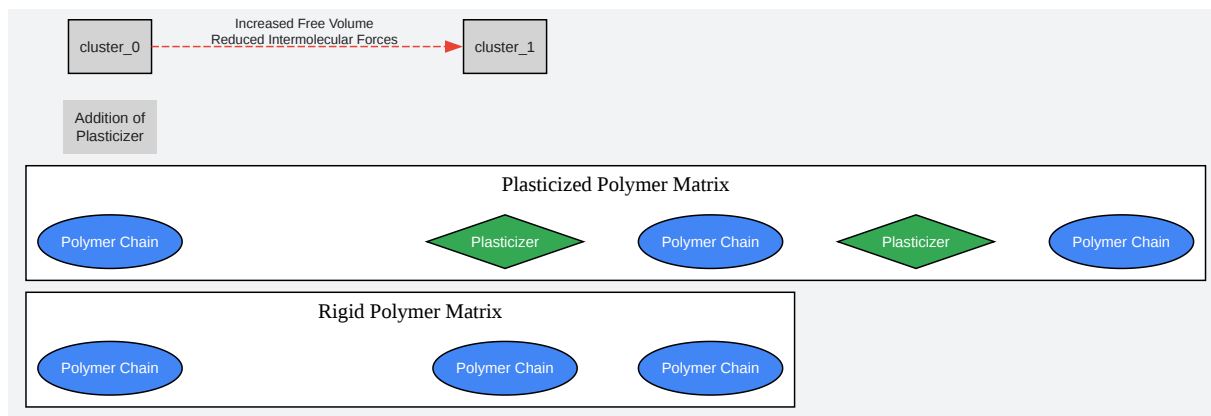 Increased Free Volume
cluster_0
Reduced Intermolecular Forces
cluster_1
Addition of
Plasticizer
Plasticized Polymer Matrix
Polymer Chain
Plasticizer
Polymer Chain
Plasticizer
Polymer Chain
Rigid Polymer Matrix
Polymer Chain
Polymer Chain
Polymer Chain